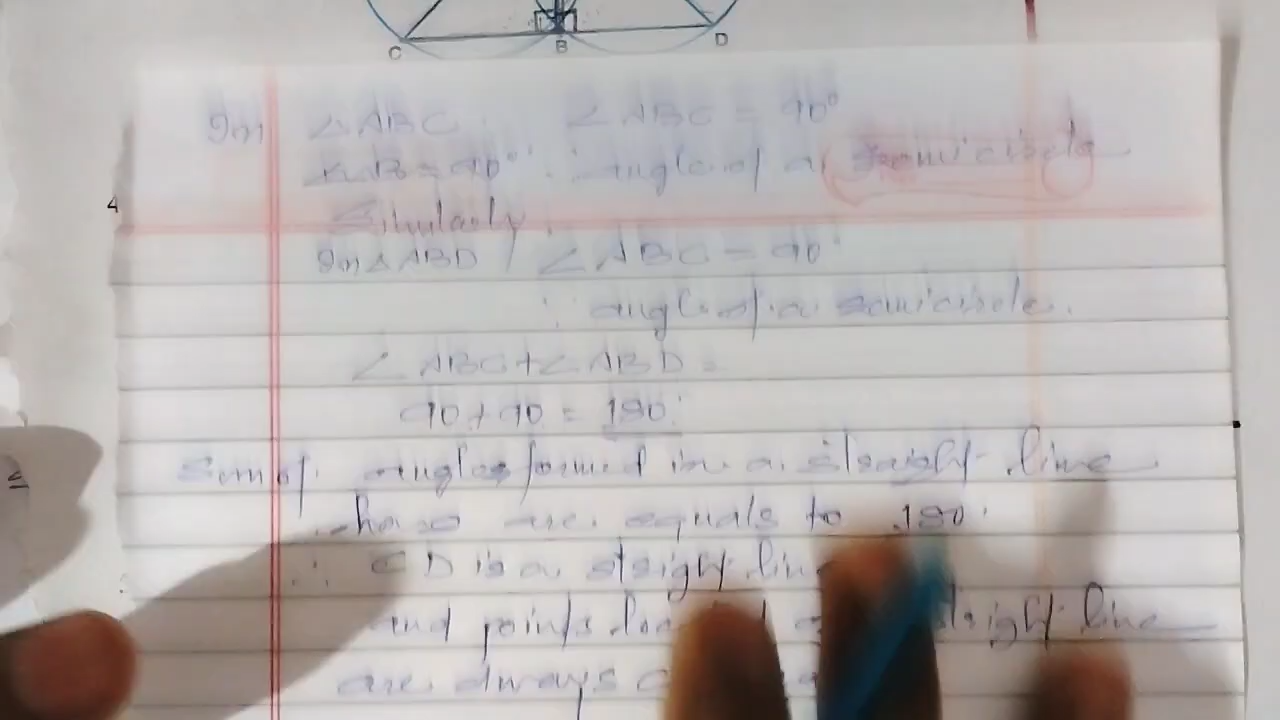 C B D
In △ABC ∠ABC = 90°
∠B = 90° ∵ angle of a semicircle
4
Similarly
In △ABD ∠ABC = 90°
∵ angle of a semicircle.
∠ABC + ∠ABD =
90 + 90 = 180°
Sum of angles formed in a straight line
are equals to 180°
∴ CD is a straight line
and points on straight line
are always